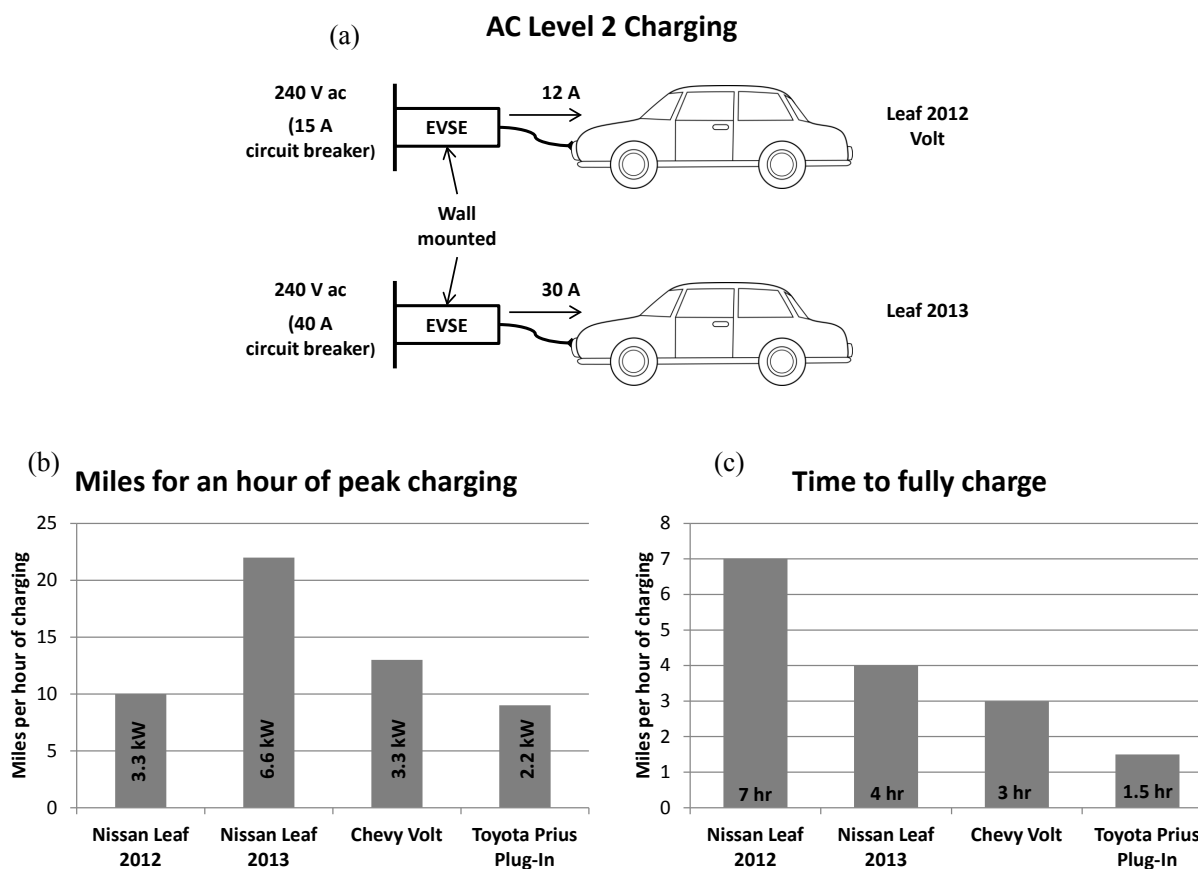 (a)
AC Level 2 Charging
240 V ac
(15 A
circuit breaker)
EVSE
12 A
Leaf 2012
Volt
Wall
mounted
240 V ac
(40 A
circuit breaker)
EVSE
30 A
Leaf 2013
(b)
Miles for an hour of peak charging
Miles per hour of charging
25
20
15
10
5
0
3.3 kW
6.6 kW
3.3 kW
2.2 kW
Nissan Leaf
2012
Nissan Leaf
2013
Chevy Volt
Toyota Prius
Plug-In
(c)
Time to fully charge
Miles per hour of charging
8
7
6
5
4
3
2
1
0
7 hr
4 hr
3 hr
1.5 hr
Nissan Leaf
2012
Nissan Leaf
2013
Chevy Volt
Toyota Prius
Plug-In